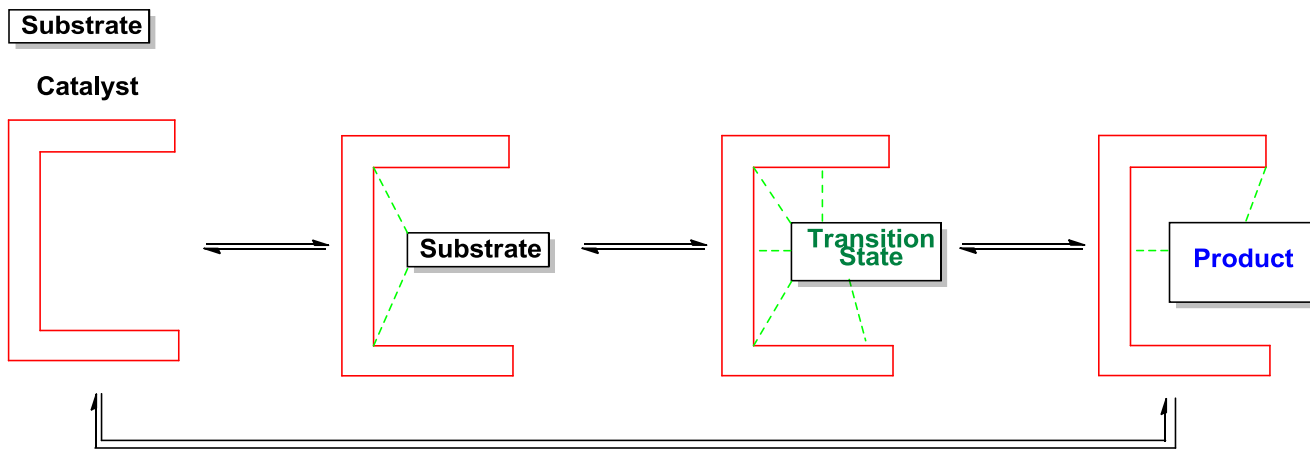 Substrate
Catalyst
Substrate
Transition
State
Product